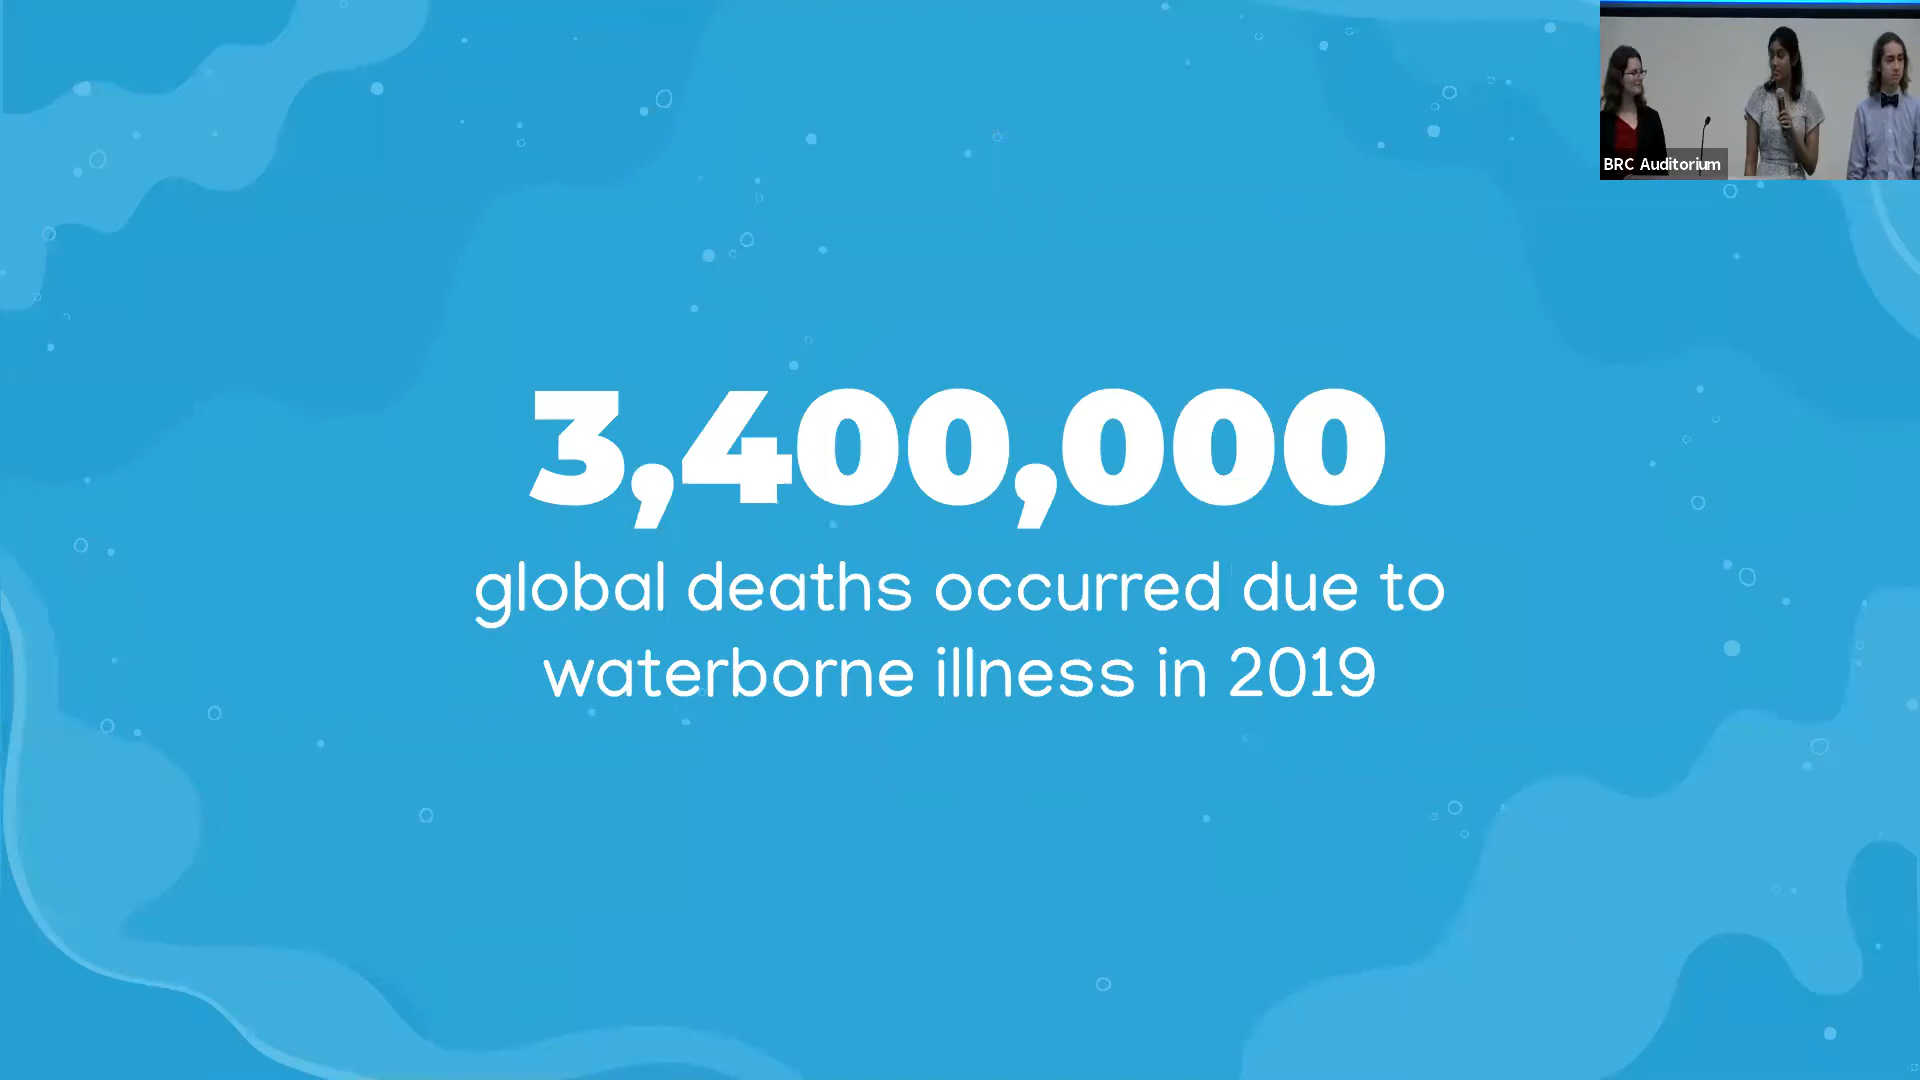 3,400,000
global deaths occurred due to
waterborne illness in 2019
BRC Auditorium